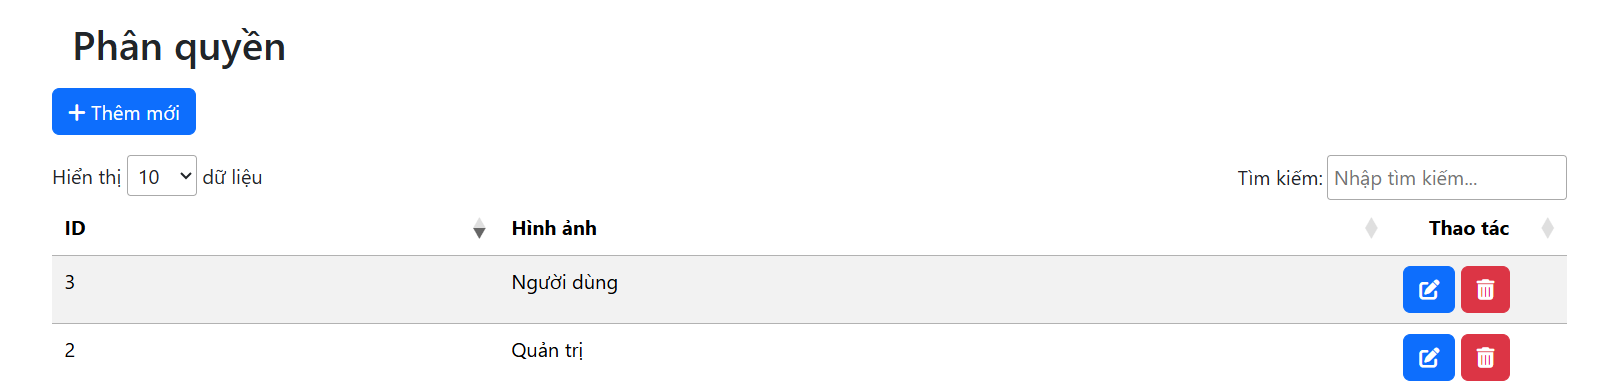 Phân quyền
Thêm mới
Hiển thị 10 dữ liệu Tìm kiếm: Nhập tìm kiếm...
ID Hình ảnh Thao tác
3 Người dùng
2 Quản trị